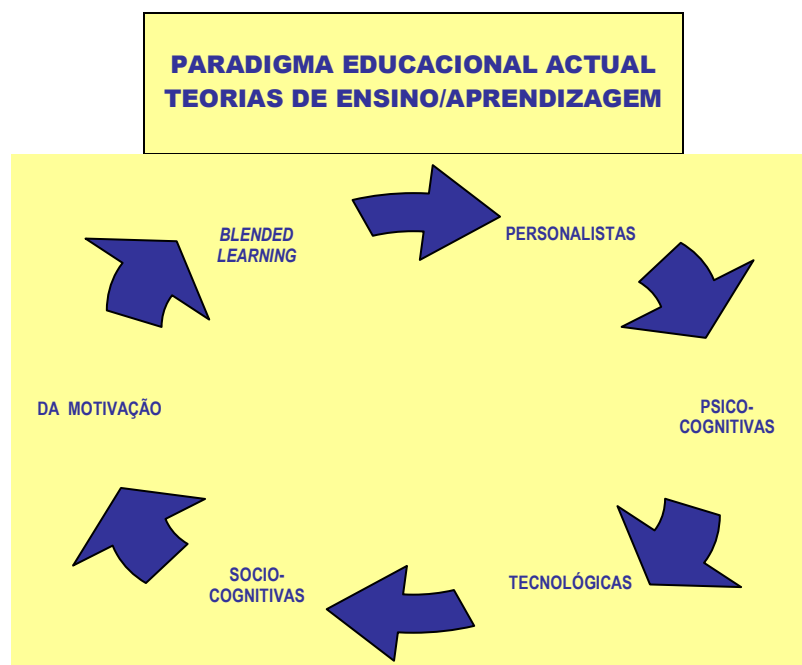 PARADIGMA EDUCACIONAL ACTUAL
TEORIAS DE ENSINO/APRENDIZAGEM
BLENDED
LEARNING
PERSONALISTAS
PSICO-
COGNITIVAS
TECNOLÓGICAS
SOCIO-
COGNITIVAS
DA MOTIVAÇÃO